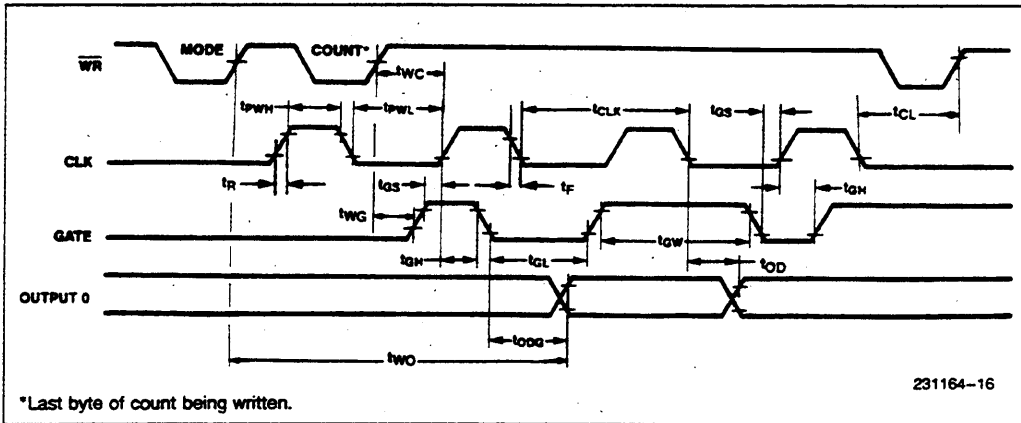 MODE COUNT*
WR
tWC
tPWH tPWL tCLK tGS tCL
CLK
tR tGS tF tGH
tWG
GATE
tGH tGL tGW tOD
OUTPUT 0
tODG
tWO
231164–16
*Last byte of count being written.